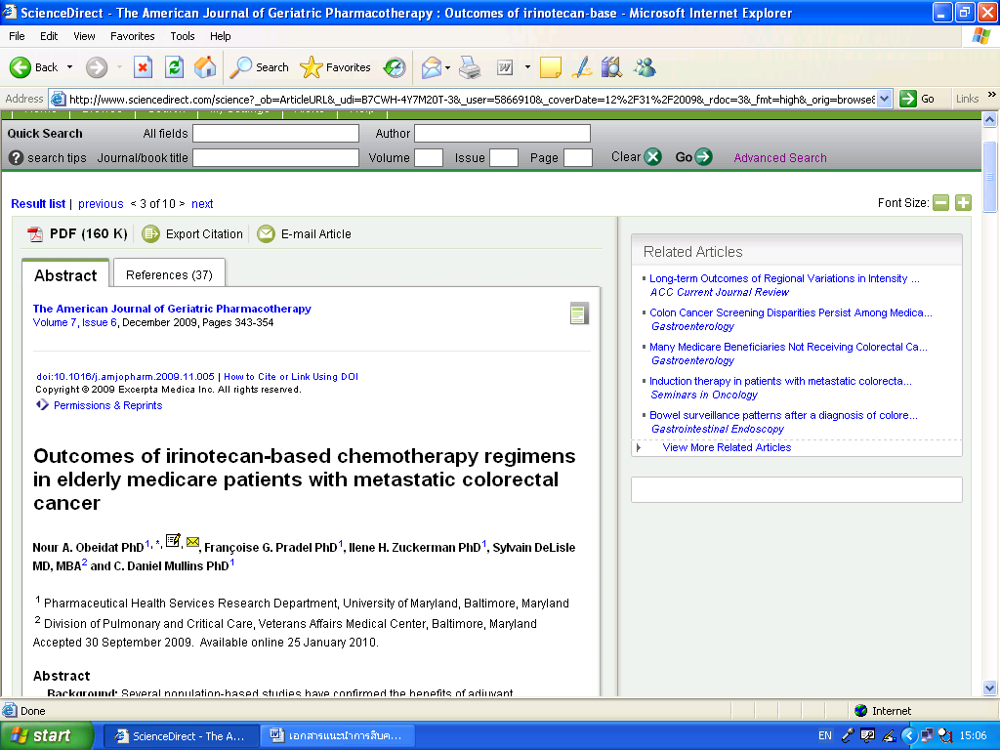 ScienceDirect - The American Journal of Geriatric Pharmacotherapy : Outcomes of irinotecan-base - Microsoft Internet Explorer
File Edit View Favorites Tools Help
Back Search Favorites
Address http://www.sciencedirect.com/science?_ob=ArticleURL&_udi=B7CWH-4Y7M20T-3&_user=5866910&_coverDate=12%2F31%2F2009&_rdoc=3&_fmt=high&_orig=browse& Go Links »
Quick Search All fields Author
? search tips Journal/book title Volume Issue Page Clear Go Advanced Search
Result list | previous < 3 of 10 > next
Font Size:
PDF (160 K) Export Citation E-mail Article
Abstract References (37)
The American Journal of Geriatric Pharmacotherapy
Volume 7, Issue 6, December 2009, Pages 343-354
doi:10.1016/j.amjopharm.2009.11.005 | How to Cite or Link Using DOI
Copyright © 2009 Excerpta Medica Inc. All rights reserved.
Permissions & Reprints
Outcomes of irinotecan-based chemotherapy regimens
in elderly medicare patients with metastatic colorectal
cancer
Nour A. Obeidat PhD1, *, , , Françoise G. Pradel PhD1, Ilene H. Zuckerman PhD1, Sylvain DeLisle
MD, MBA2 and C. Daniel Mullins PhD1
1 Pharmaceutical Health Services Research Department, University of Maryland, Baltimore, Maryland
2 Division of Pulmonary and Critical Care, Veterans Affairs Medical Center, Baltimore, Maryland
Accepted 30 September 2009. Available online 25 January 2010.
Abstract
Background: Several population-based studies have confirmed the benefits of adjuvant
Related Articles
Long-term Outcomes of Regional Variations in Intensity ...
ACC Current Journal Review
Colon Cancer Screening Disparities Persist Among Medica...
Gastroenterology
Many Medicare Beneficiaries Not Receiving Colorectal Ca...
Gastroenterology
Induction therapy in patients with metastatic colorecta...
Seminars in Oncology
Bowel surveillance patterns after a diagnosis of colore...
Gastrointestinal Endoscopy
View More Related Articles
Done Internet
start ScienceDirect - The A... เอกสารแนะนำการสืบค... EN 15:06